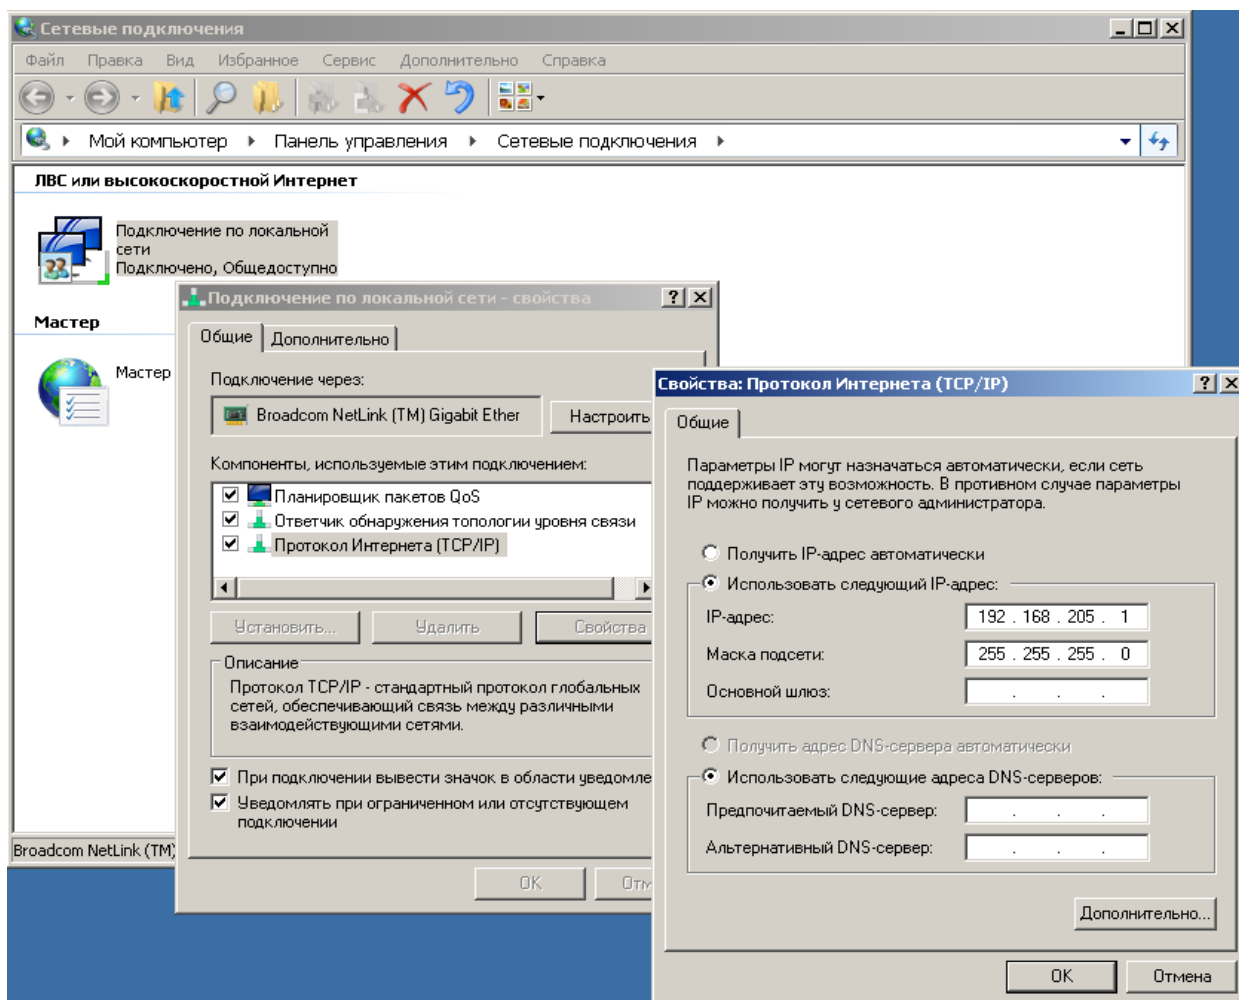 Сетевые подключения
Файл Правка Вид Избранное Сервис Дополнительно Справка
Мой компьютер Панель управления Сетевые подключения
ЛВС или высокоскоростной Интернет
Подключение по локальной
сети
Подключено, Общедоступно
Мастер
Мастер
Broadcom NetLink (TM)
Подключение по локальной сети - свойства
Общие Дополнительно
Подключение через:
Broadcom NetLink (TM) Gigabit Ether
Настроить
Компоненты, используемые этим подключением:
Планировщик пакетов QoS
Ответчик обнаружения топологии уровня связи
Протокол Интернета (TCP/IP)
Установить... Удалить Свойства
Описание
Протокол TCP/IP - стандартный протокол глобальных
сетей, обеспечивающий связь между различными
взаимодействующими сетями.
При подключении вывести значок в области уведомле
Уведомлять при ограниченном или отсутствующем
подключении
OK Отм
Свойства: Протокол Интернета (TCP/IP)
Общие
Параметры IP могут назначаться автоматически, если сеть
поддерживает эту возможность. В противном случае параметры
IP можно получить у сетевого администратора.
Получить IP-адрес автоматически
Использовать следующий IP-адрес:
IP-адрес: 192 . 168 . 205 . 1
Маска подсети: 255 . 255 . 255 . 0
Основной шлюз: . . .
Получить адрес DNS-сервера автоматически
Использовать следующие адреса DNS-серверов:
Предпочитаемый DNS-сервер: . . .
Альтернативный DNS-сервер: . . .
Дополнительно...
OK Отмена